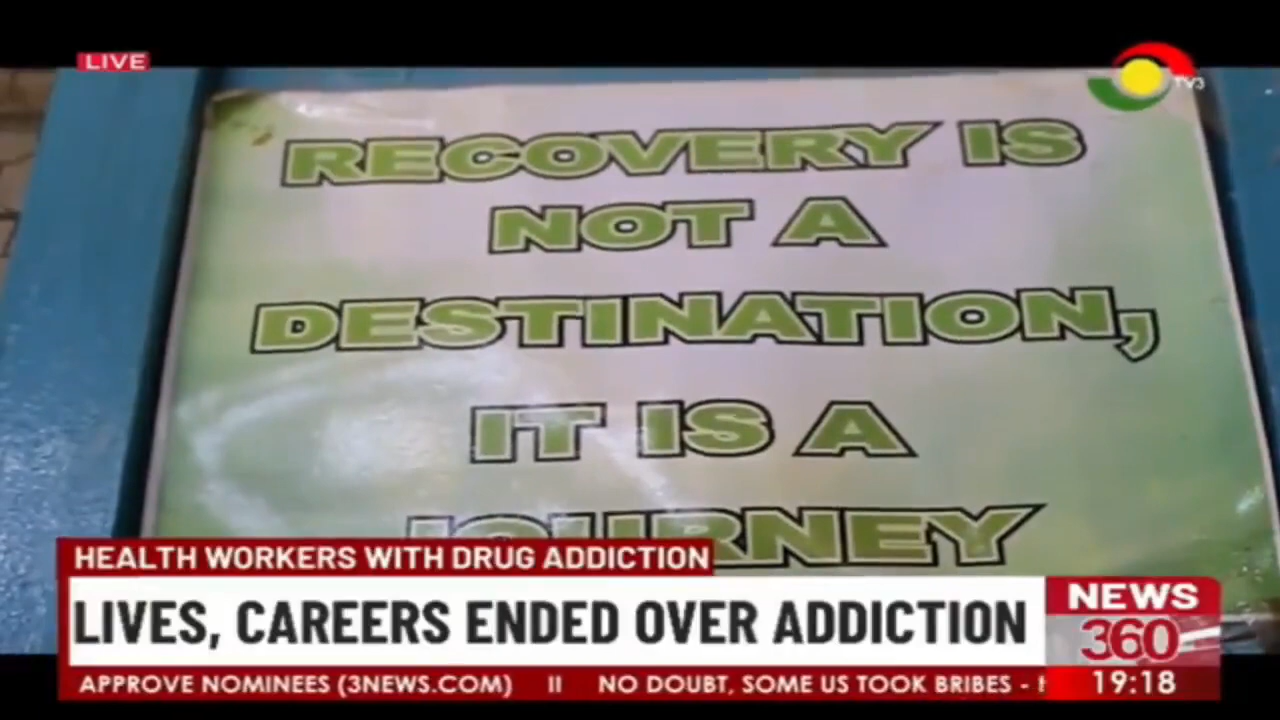 LIVE
TV3
RECOVERY IS
NOT A
DESTINATION,
IT IS A
JOURNEY
HEALTH WORKERS WITH DRUG ADDICTION
LIVES, CAREERS ENDED OVER ADDICTION
NEWS
360
APPROVE NOMINEES (3NEWS.COM) II NO DOUBT, SOME US TOOK BRIBES -
19:18